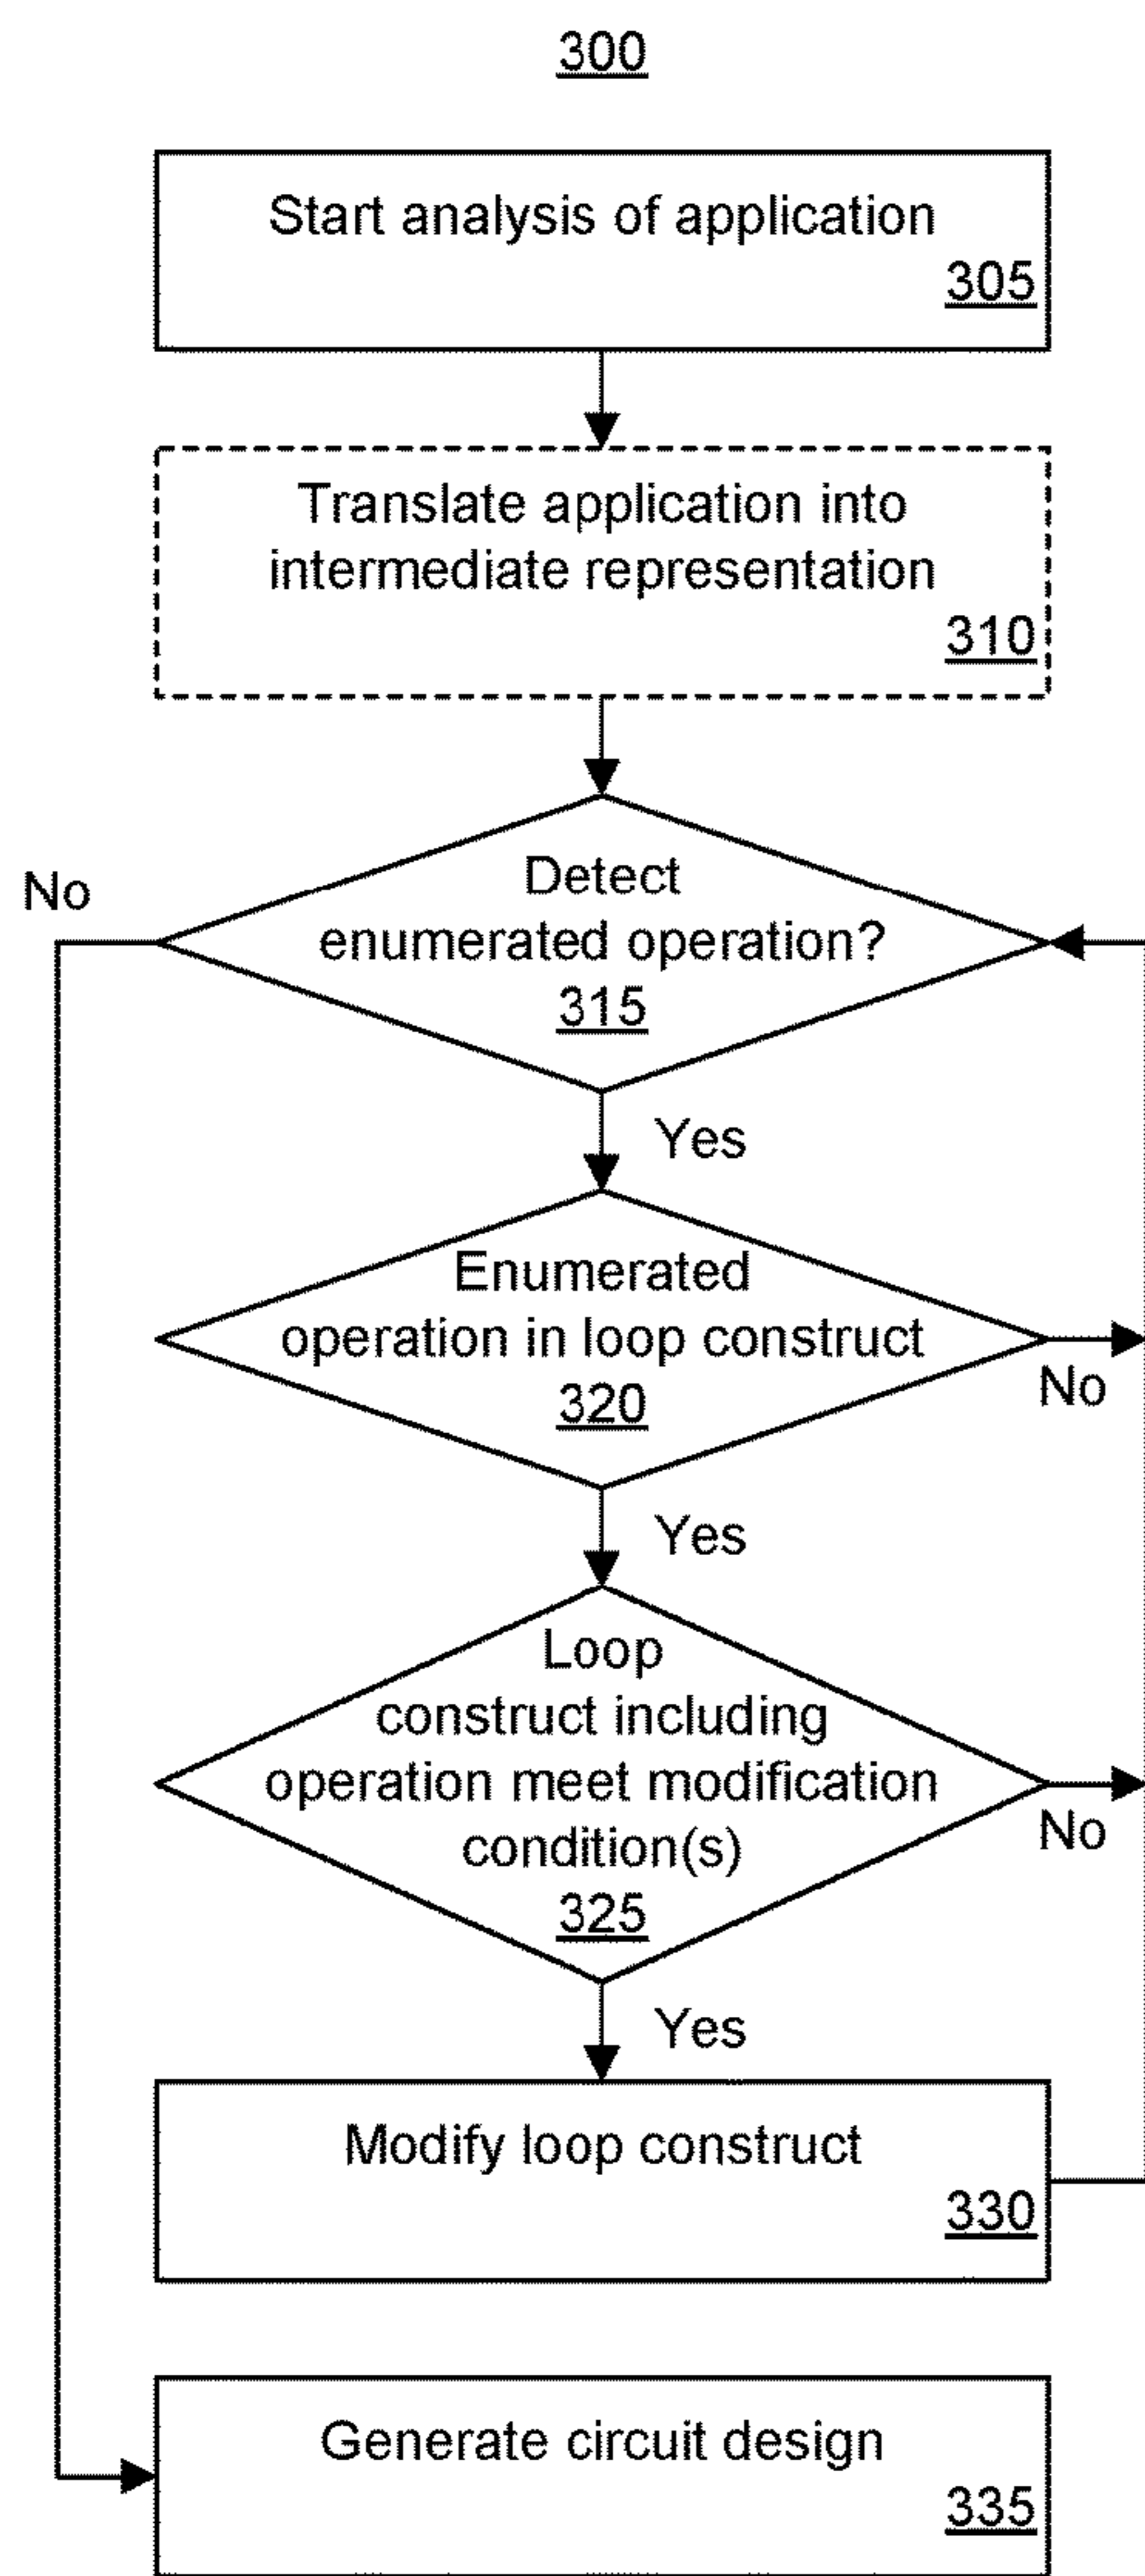 300
Start analysis of application
305
Translate application into
intermediate representation
310
No
Detect
enumerated operation?
315
Yes
Enumerated
operation in loop construct
320
No
Yes
Loop
construct including
operation meet modification
condition(s)
325
No
Yes
Modify loop construct
330
Generate circuit design
335